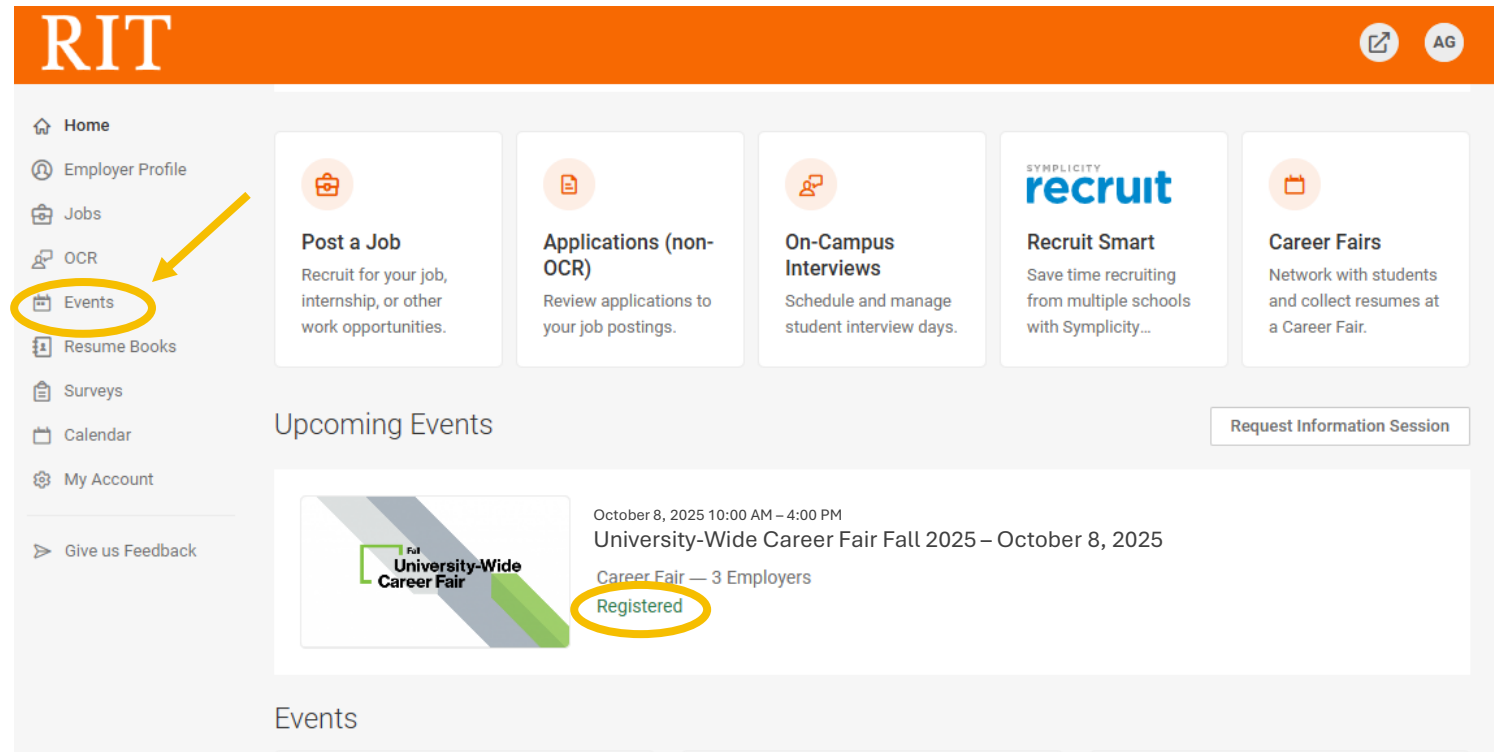 RIT
AG
Home
Employer Profile
Jobs
OCR
Events
Resume Books
Surveys
Calendar
My Account
Give us Feedback
Post a Job
Recruit for your job,
internship, or other
work opportunities.
Applications (non-
OCR)
Review applications to
your job postings.
On-Campus
Interviews
Schedule and manage
student interview days.
SYMPLICITY
recruit
Recruit Smart
Save time recruiting
from multiple schools
with Symplicity...
Career Fairs
Network with students
and collect resumes at
a Career Fair.
Upcoming Events
Request Information Session
Fall
University-Wide
Career Fair
October 8, 2025 10:00 AM – 4:00 PM
University-Wide Career Fair Fall 2025 – October 8, 2025
Career Fair — 3 Employers
Registered
Events